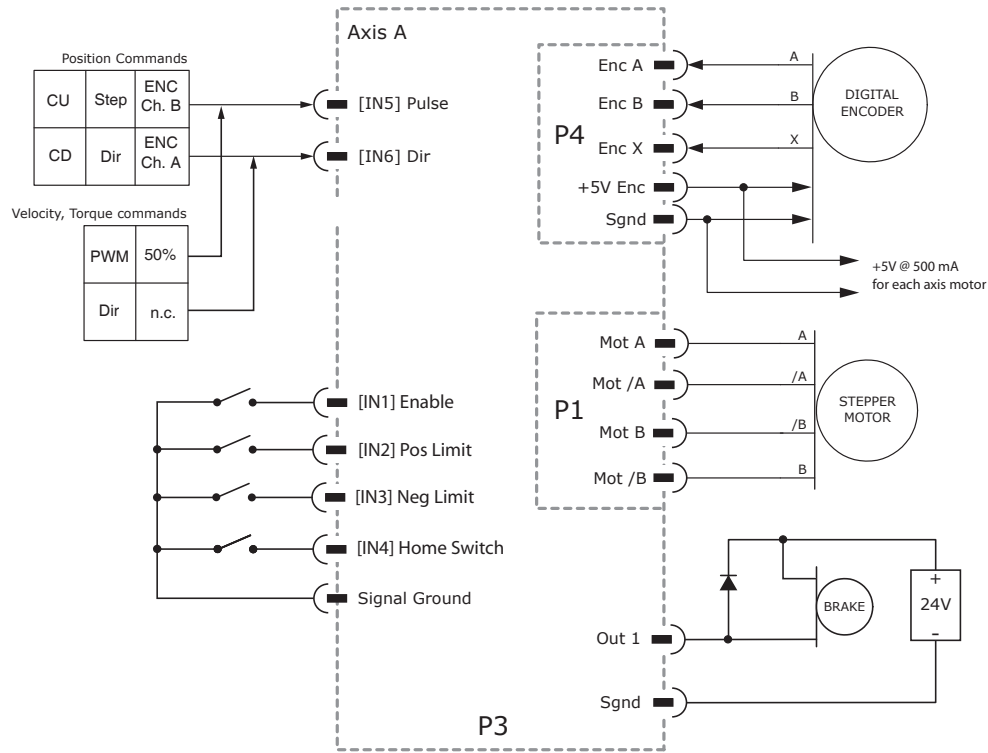 Axis A
Position Commands
CU Step ENC Ch. B
CD Dir ENC Ch. A
[IN5] Pulse
[IN6] Dir
Velocity, Torque commands
PWM 50%
Dir n.c.
[IN1] Enable
[IN2] Pos Limit
[IN3] Neg Limit
[IN4] Home Switch
Signal Ground
P4
Enc A
A
Enc B
B
Enc X
X
+5V Enc
Sgnd
DIGITAL
ENCODER
+5V @ 500 mA
for each axis motor
P1
Mot A
A
Mot /A
/A
Mot B
/B
Mot /B
B
STEPPER
MOTOR
Out 1
Sgnd
BRAKE
+
24V
-
P3